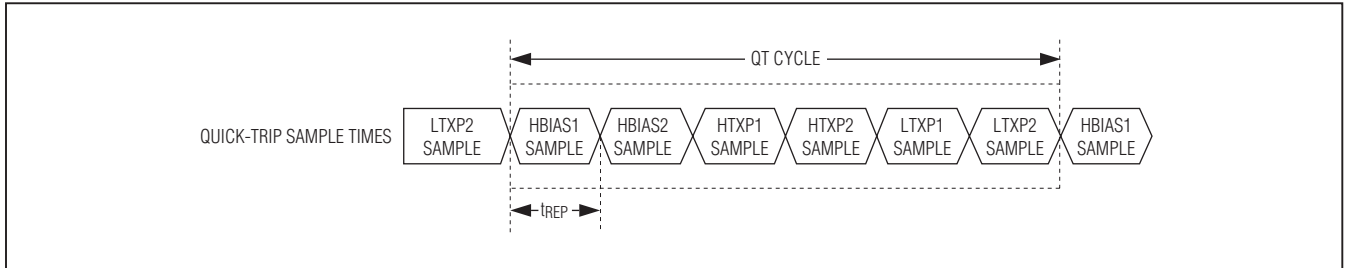 QT CYCLE
QUICK-TRIP SAMPLE TIMES
LTXP2
SAMPLE
HBIAS1
SAMPLE
HBIAS2
SAMPLE
HTXP1
SAMPLE
HTXP2
SAMPLE
LTXP1
SAMPLE
LTXP2
SAMPLE
HBIAS1
SAMPLE
tREP